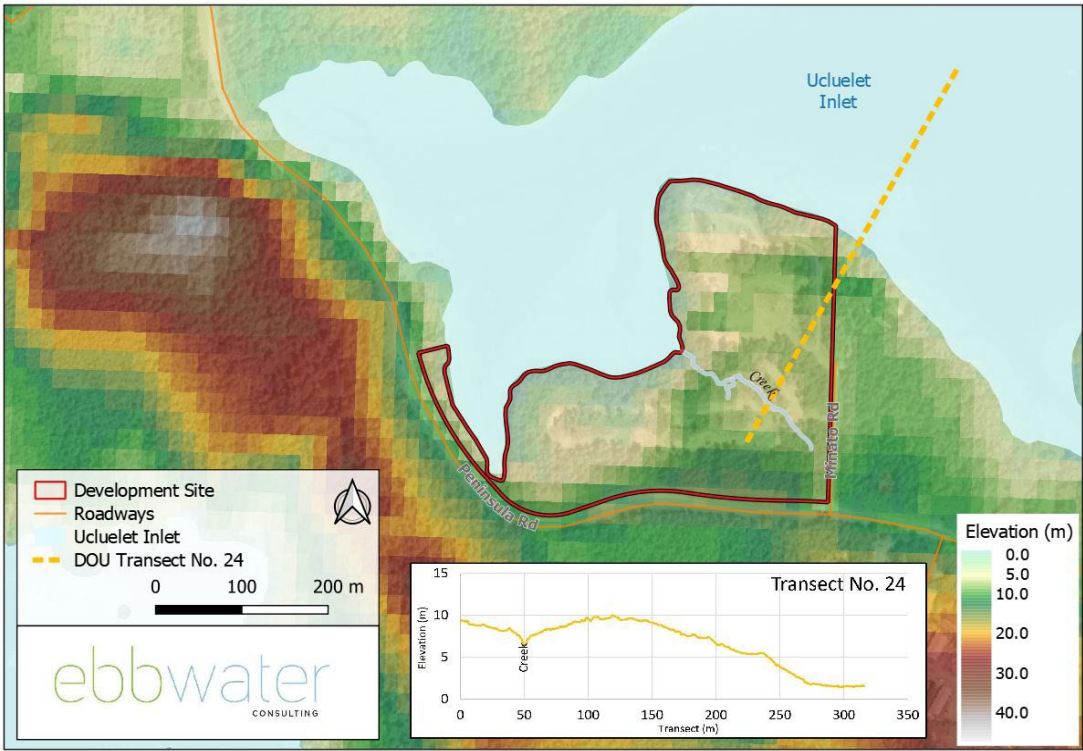 Ucluelet
Inlet
Creek
Minato Rd
Peninsula Rd
Development Site
Roadways
Ucluelet Inlet
DOU Transect No. 24
0 100 200 m
ebbwater
CONSULTING
Transect No. 24
Elevation (m)
15
10
5
0
Creek
0 50 100 150 200 250 300 350
Transect (m)
Elevation (m)
0.0
5.0
10.0
20.0
30.0
40.0